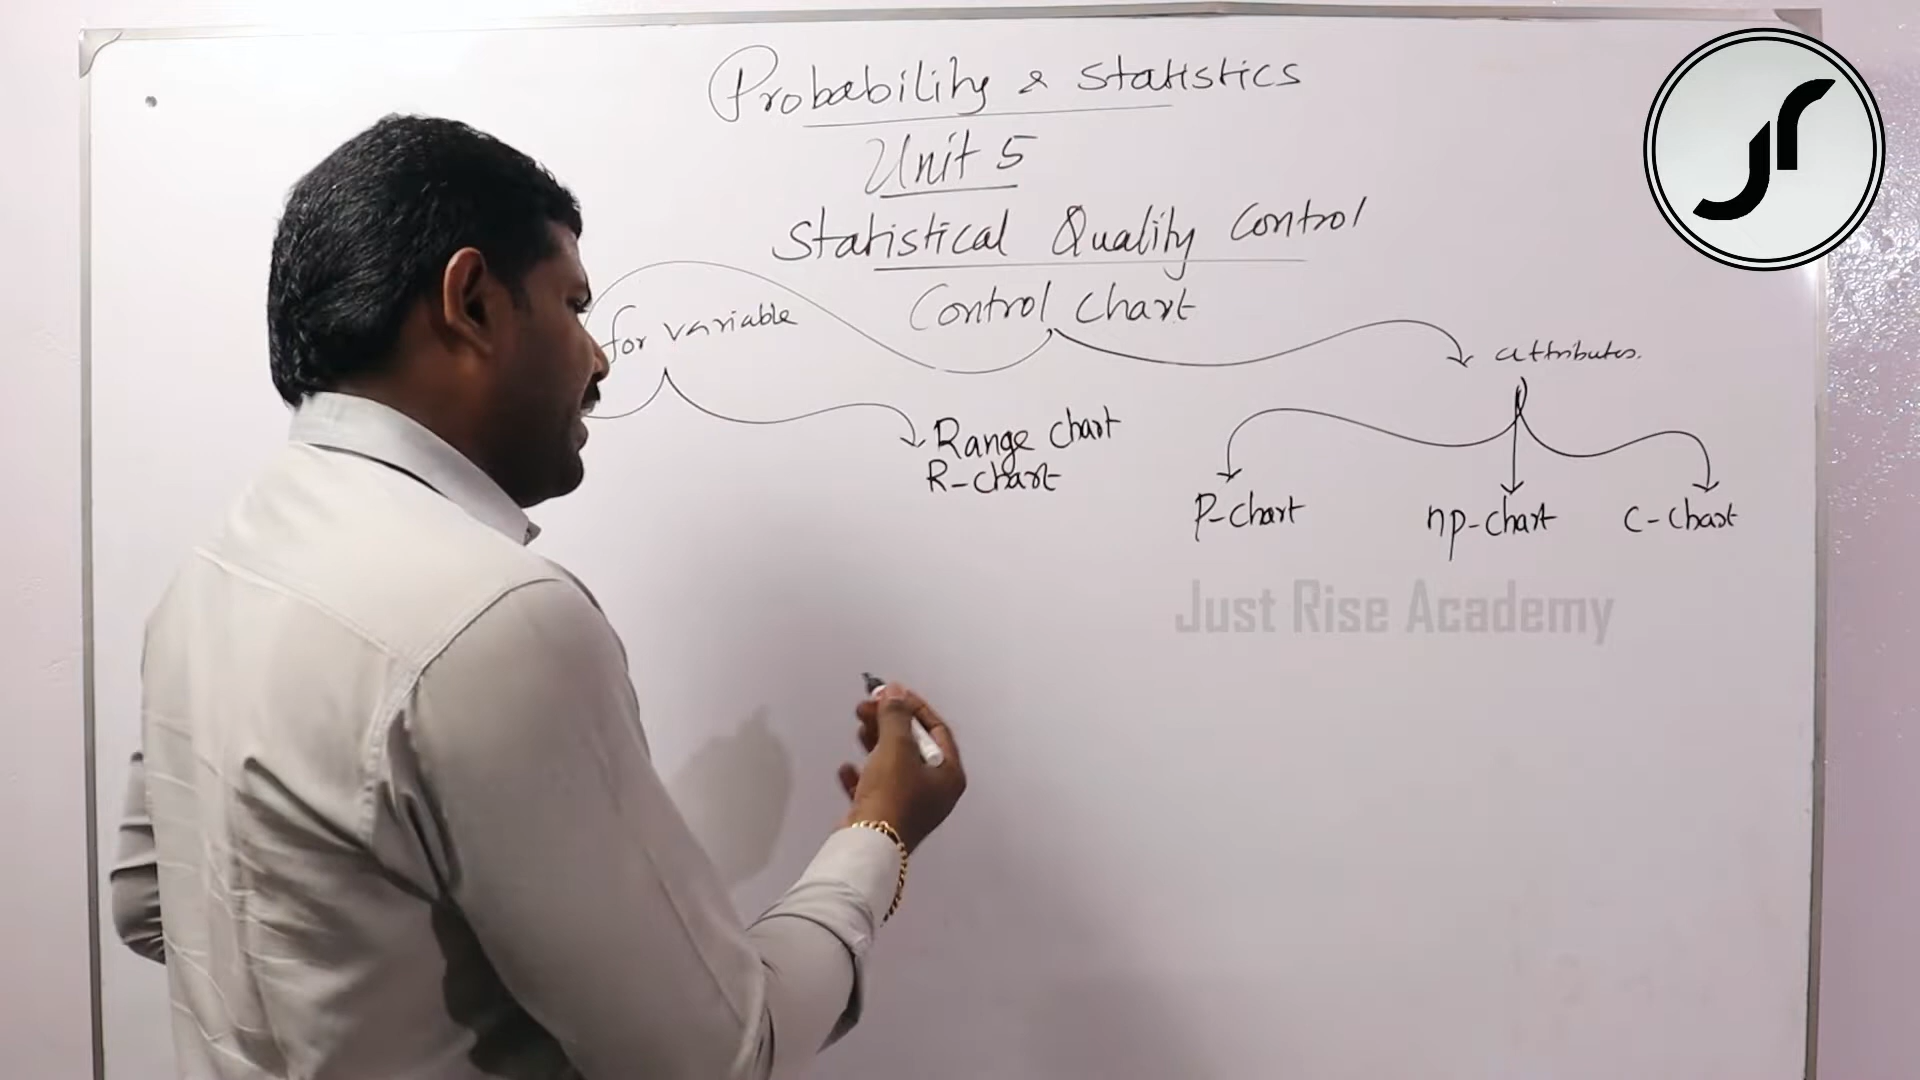 Probability & Statistics
Unit 5
Statistical Quality Control
Control Chart
for variable
attributes.
Range Chart
R-Chart
P-Chart
np-Chart
C-Chart
Just Rise Academy